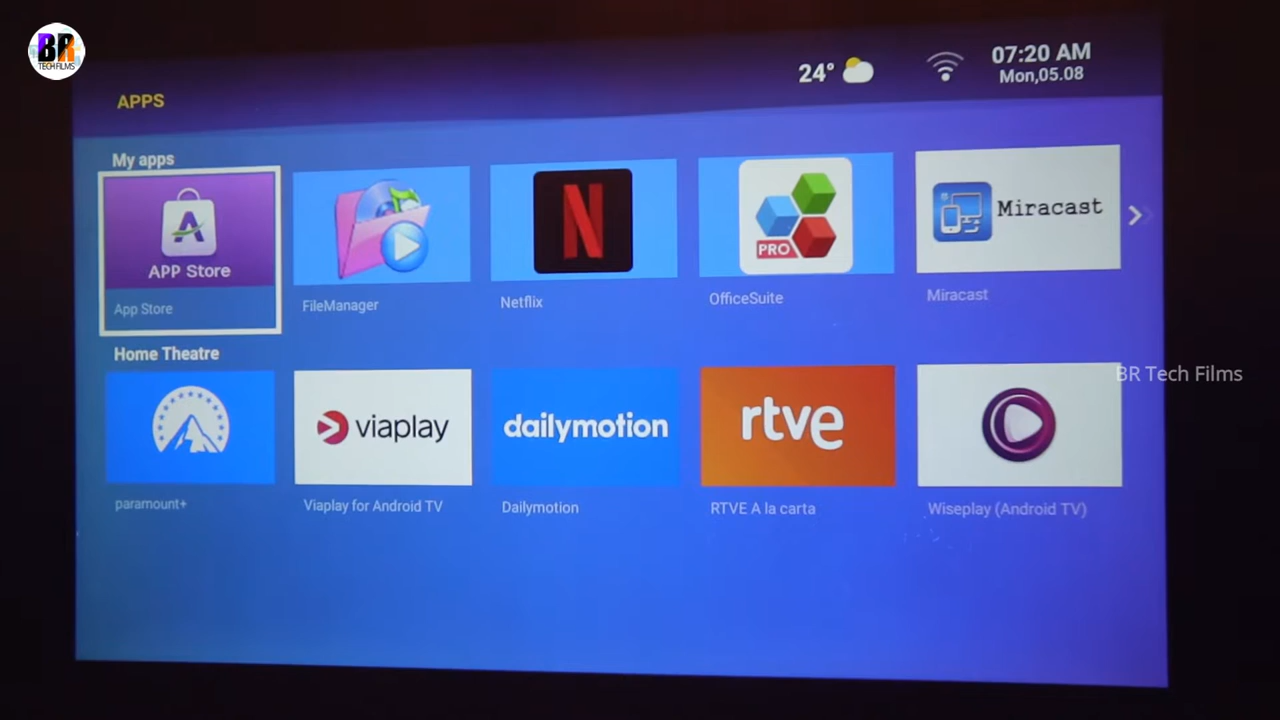 BR
TECH FILMS
24°
07:20 AM
Mon,05.08
APPS
My apps
A
APP Store
N
PRO
Miracast
App Store
FileManager
Netflix
OfficeSuite
Miracast
Home Theatre
viaplay
dailymotion
rtve
BR Tech Films
paramount+
Viaplay for Android TV
Dailymotion
RTVE A la carta
Wiseplay (Android TV)